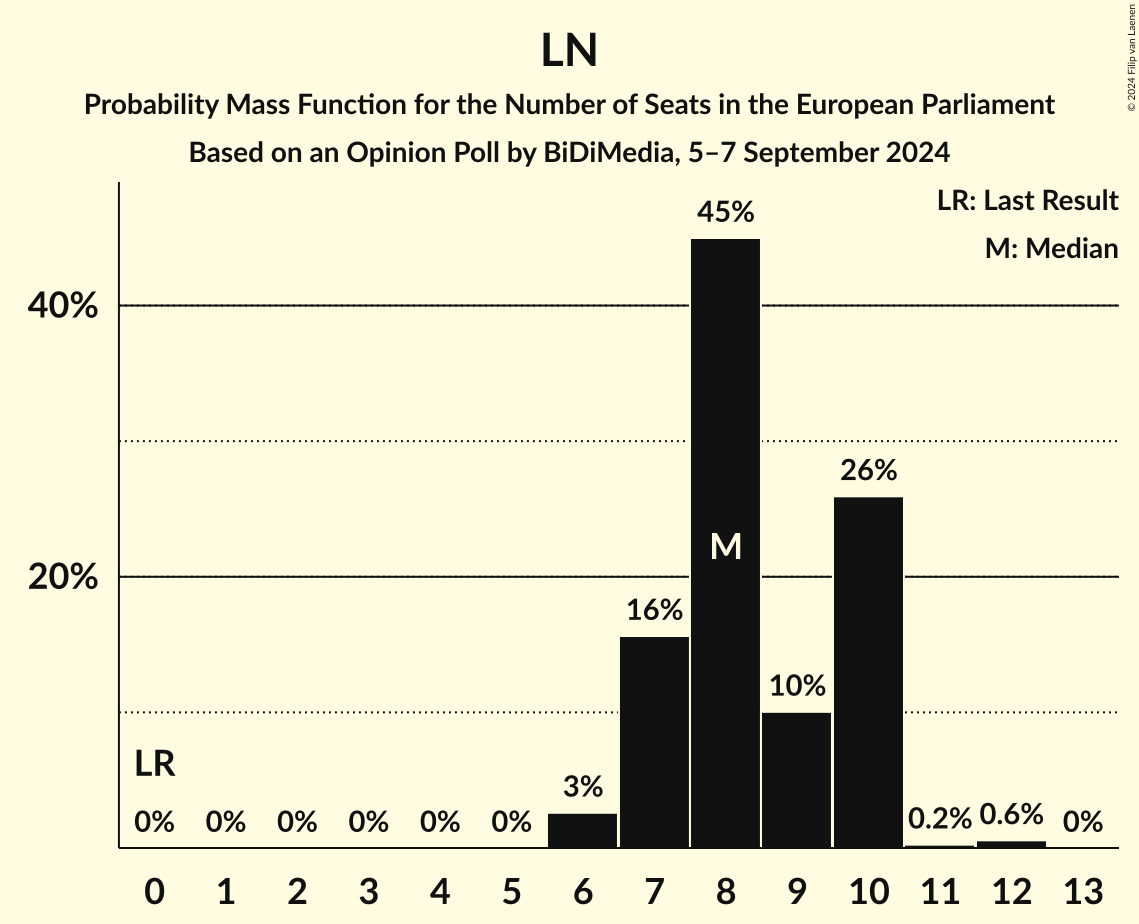 LN
Probability Mass Function for the Number of Seats in the European Parliament
Based on an Opinion Poll by BiDiMedia, 5–7 September 2024
© 2024 Filip van Laenen
LR: Last Result
M: Median
45%
40%
26%
M
20%
16%
10%
LR
3%
0% 0% 0% 0% 0% 0% 0.2% 0.6% 0%
0 1 2 3 4 5 6 7 8 9 10 11 12 13